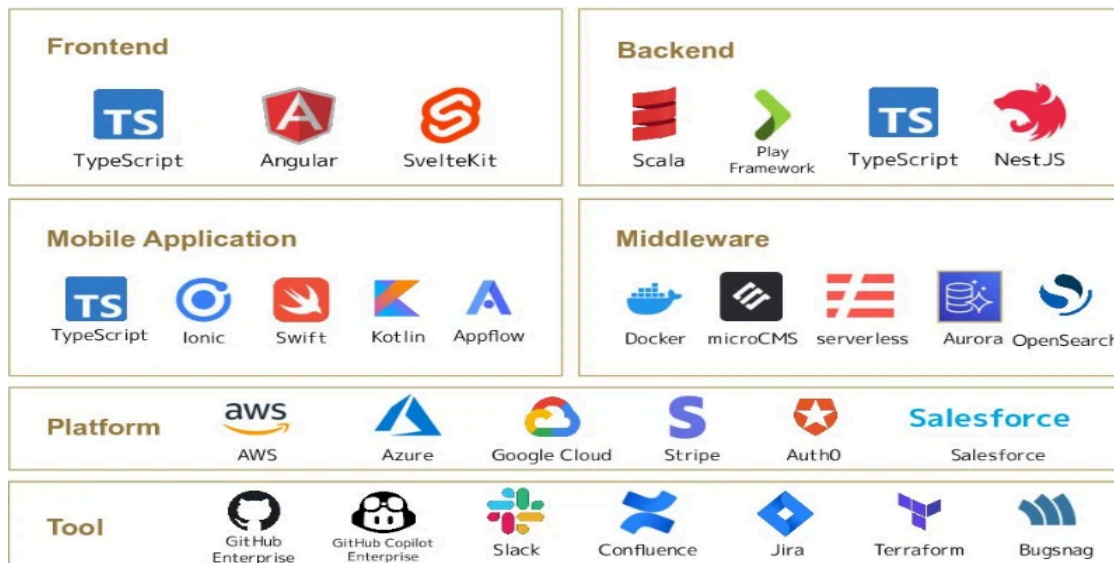 Frontend
TS
TypeScript
Angular
SvelteKit
Backend
Scala
Play
Framework
TS
TypeScript
NestJS
Mobile Application
TS
TypeScript
Ionic
Swift
Kotlin
Appflow
Middleware
Docker
microCMS
serverless
Aurora
OpenSearch
Platform
aws
AWS
Azure
Google Cloud
Stripe
Auth0
Salesforce
Salesforce
Tool
GitHub
Enterprise
GitHub Copilot
Enterprise
Slack
Confluence
Jira
Terraform
Bugsnag